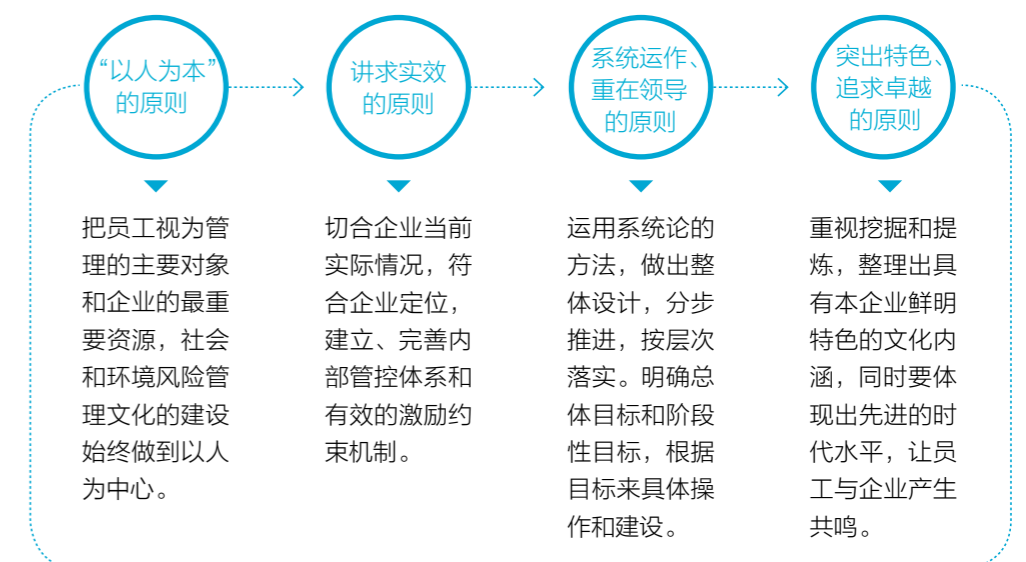 “以人为本”
的原则
讲求实效
的原则
系统运作、
重在领导
的原则
突出特色、
追求卓越
的原则
把员工视为管
理的主要对象
和企业的最重
要资源，社会
和环境风险管
理文化的建设
始终做到以人
为中心。
切合企业当前
实际情况，符
合企业定位，
建立、完善内
部管控体系和
有效的激励约
束机制。
运用系统论的
方法，做出整
体设计，分步
推进，按层次
落实。明确总
体目标和阶段
性目标，根据
目标来具体操
作和建设。
重视挖掘和提
炼，整理出具
有本企业鲜明
特色的文化内
涵，同时要体
现出先进的时
代水平，让员
工与企业产生
共鸣。